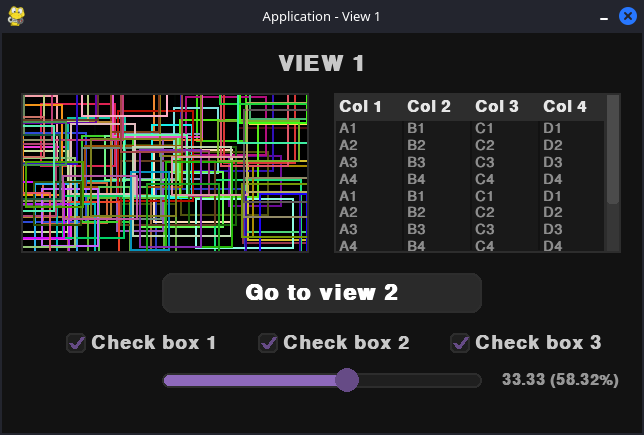 Application - View 1
VIEW 1
Col 1 Col 2 Col 3 Col 4
A1 B1 C1 D1
A2 B2 C2 D2
A3 B3 C3 D3
A4 B4 C4 D4
A1 B1 C1 D1
A2 B2 C2 D2
A3 B3 C3 D3
A4 B4 C4 D4
Go to view 2
Check box 1 Check box 2 Check box 3
33.33 (58.32%)